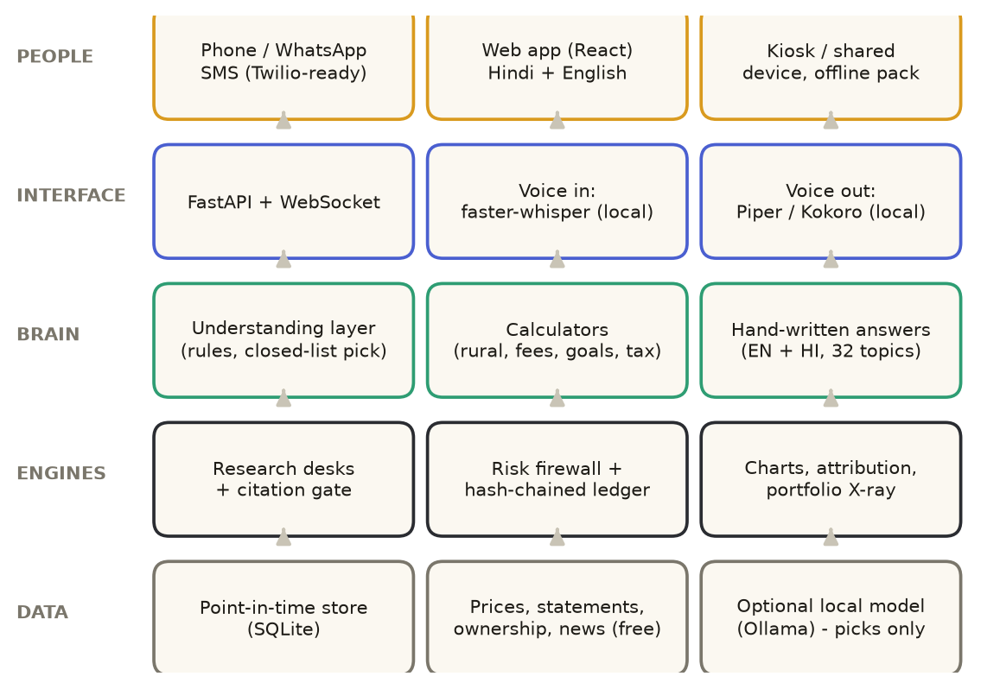 PEOPLE
Phone / WhatsApp
SMS (Twilio-ready)
Web app (React)
Hindi + English
Kiosk / shared
device, offline pack
INTERFACE
FastAPI + WebSocket
Voice in:
faster-whisper (local)
Voice out:
Piper / Kokoro (local)
BRAIN
Understanding layer
(rules, closed-list pick)
Calculators
(rural, fees, goals, tax)
Hand-written answers
(EN + HI, 32 topics)
ENGINES
Research desks
+ citation gate
Risk firewall +
hash-chained ledger
Charts, attribution,
portfolio X-ray
DATA
Point-in-time store
(SQLite)
Prices, statements,
ownership, news (free)
Optional local model
(Ollama) - picks only